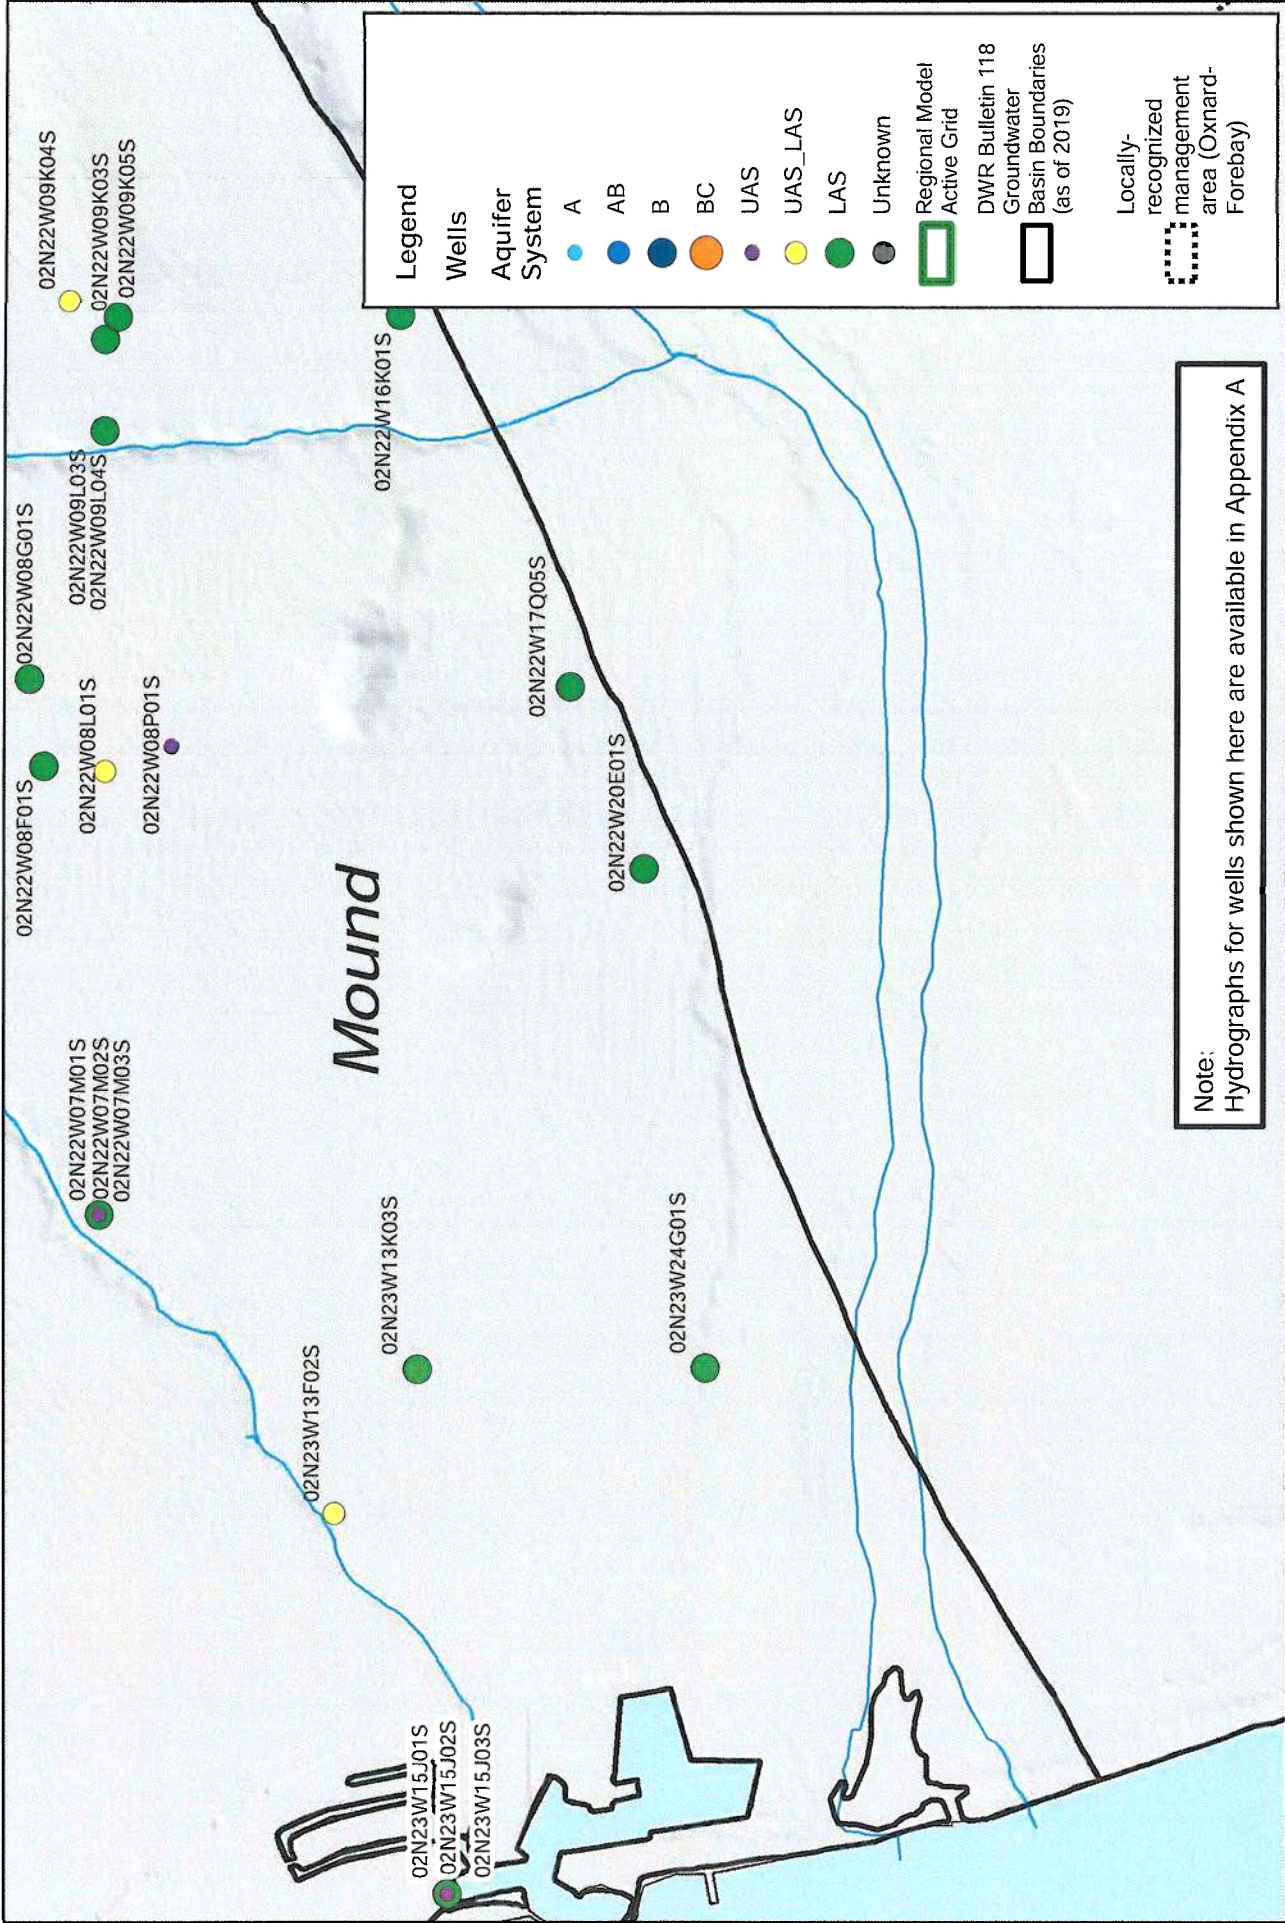 02N22W09K04S
02N22W09K03S
02N22W09K05S
02N22W09L03S
02N22W09L04S
02N22W08G01S
02N22W08F01S
02N22W08L01S
02N22W08P01S
02N22W16K01S
02N22W17Q05S
02N22W20E01S
Mound
02N22W07M01S
02N22W07M02S
02N22W07M03S
02N23W13K03S
02N23W24G01S
02N23W13F02S
02N23W15J01S
02N23W15J02S
02N23W15J03S
Legend
Wells
Aquifer
System
A
AB
B
BC
UAS
UAS_LAS
LAS
Unknown
Regional Model
Active Grid
DWR Bulletin 118
Groundwater
Basin Boundaries
(as of 2019)
Locally-
recognized
management
area (Oxnard-
Forebay)
Note:
Hydrographs for wells shown here are available in Appendix A